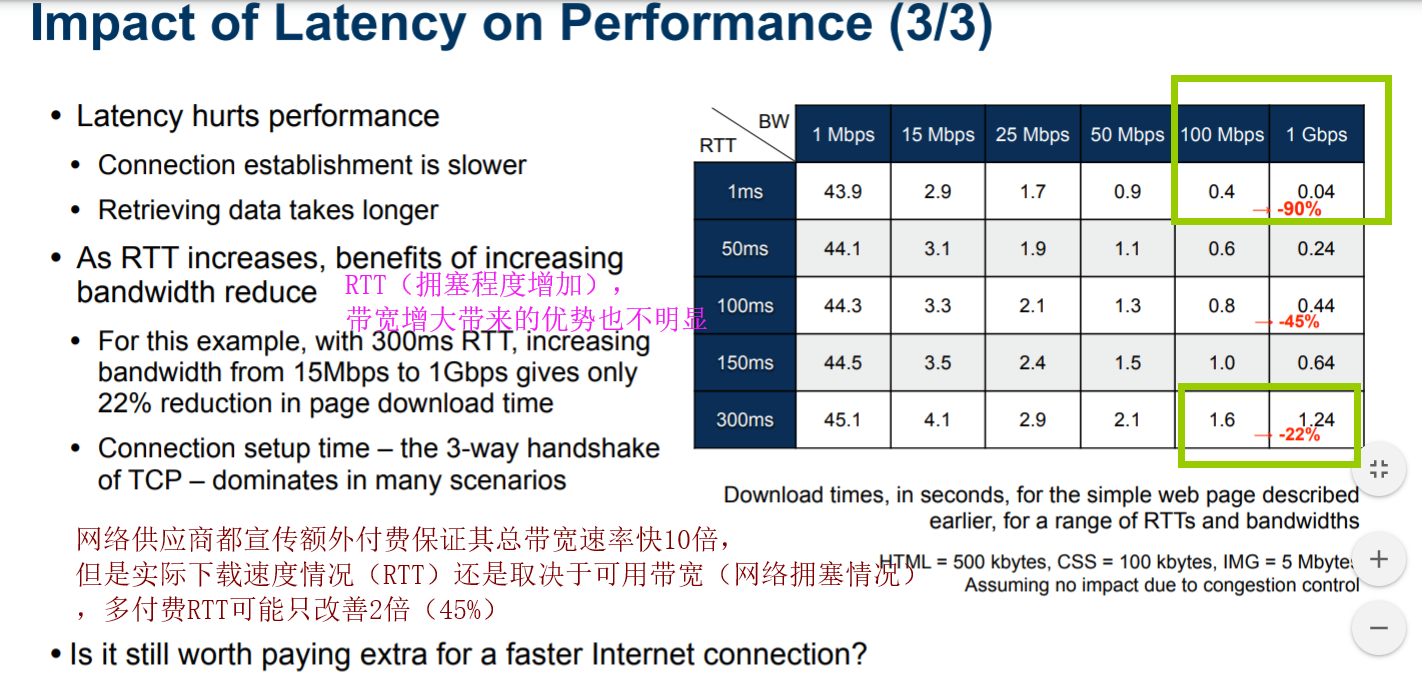 Impact of Latency on Performance (3/3)
• Latency hurts performance
• Connection establishment is slower
• Retrieving data takes longer
• As RTT increases, benefits of increasing
bandwidth reduce
RTT（拥塞程度增加），
带宽增大带来的优势也不明显
• For this example, with 300ms RTT, increasing
bandwidth from 15Mbps to 1Gbps gives only
22% reduction in page download time
• Connection setup time – the 3-way handshake
of TCP – dominates in many scenarios
网络供应商都宣传额外付费保证其总带宽速率快10倍，
但是实际下载速度情况（RTT）还是取决于可用带宽（网络拥塞情况）
，多付费RTT可能只改善2倍（45%）
• Is it still worth paying extra for a faster Internet connection?
BW
RTT
1 Mbps 15 Mbps 25 Mbps 50 Mbps 100 Mbps 1 Gbps
1ms 43.9 2.9 1.7 0.9 0.4 0.04
→ -90%
50ms 44.1 3.1 1.9 1.1 0.6 0.24
100ms 44.3 3.3 2.1 1.3 0.8 0.44
→ -45%
150ms 44.5 3.5 2.4 1.5 1.0 0.64
300ms 45.1 4.1 2.9 2.1 1.6 1.24
→ -22%
Download times, in seconds, for the simple web page described
earlier, for a range of RTTs and bandwidths
HTML = 500 kbytes, CSS = 100 kbytes, IMG = 5 Mbytes
Assuming no impact due to congestion control